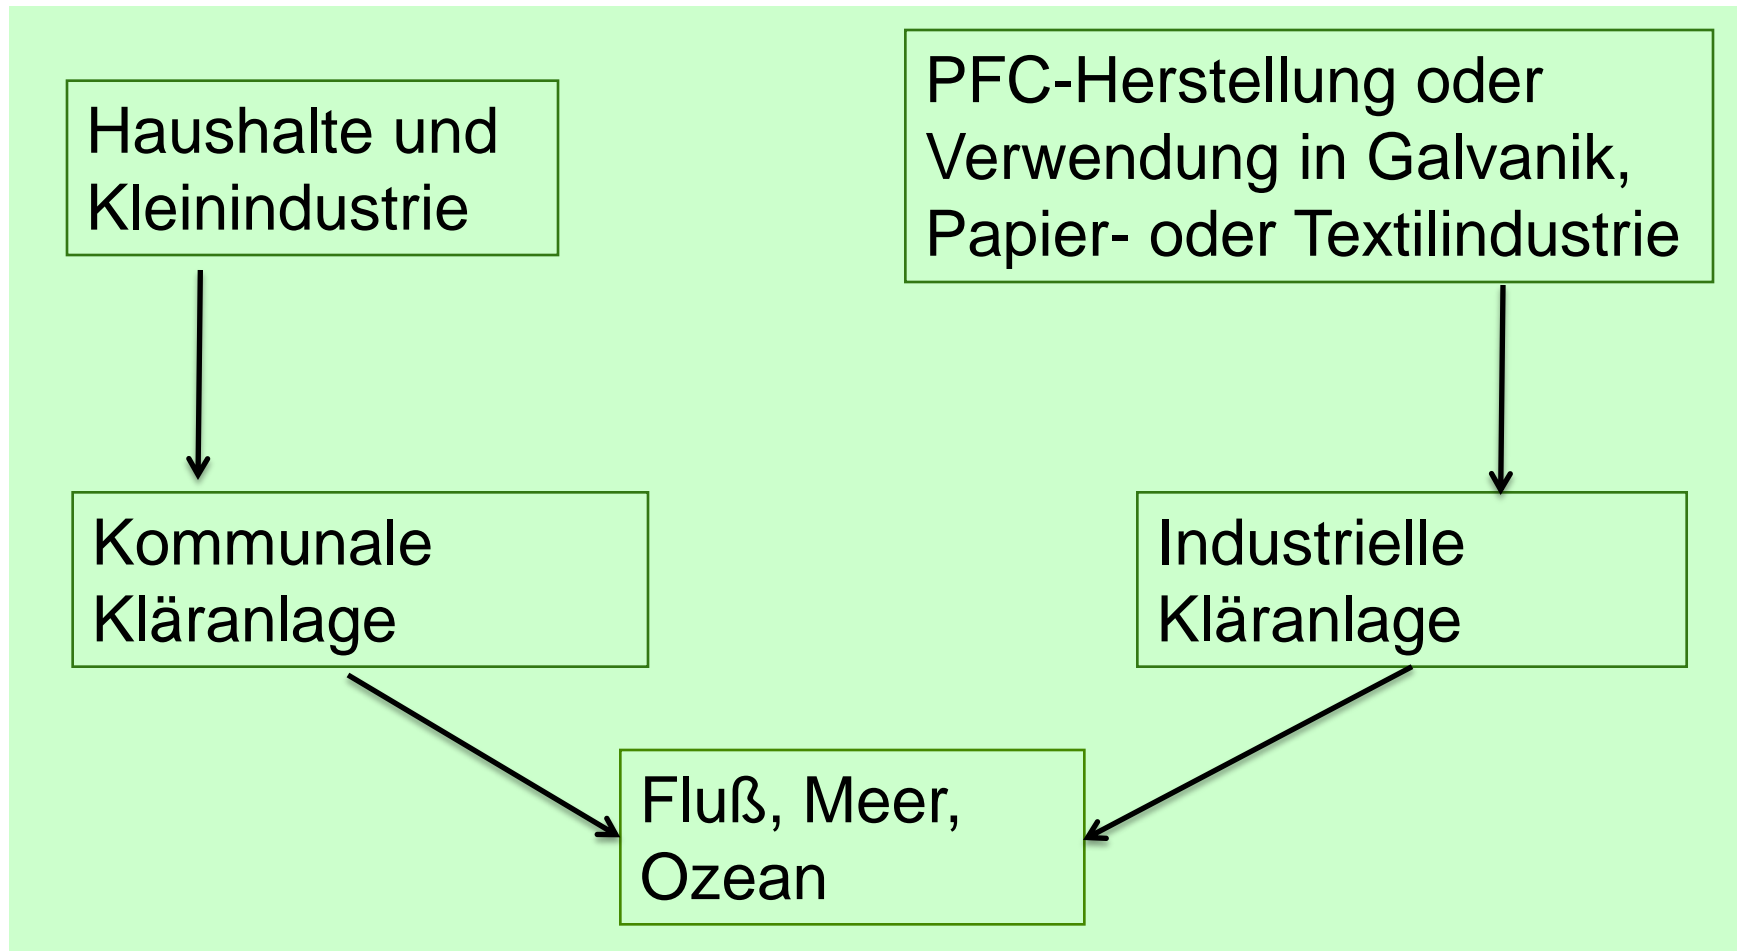 Haushalte und
Kleinindustrie
PFC-Herstellung oder
Verwendung in Galvanik,
Papier- oder Textilindustrie
Kommunale
Kläranlage
Industrielle
Kläranlage
Fluß, Meer,
Ozean